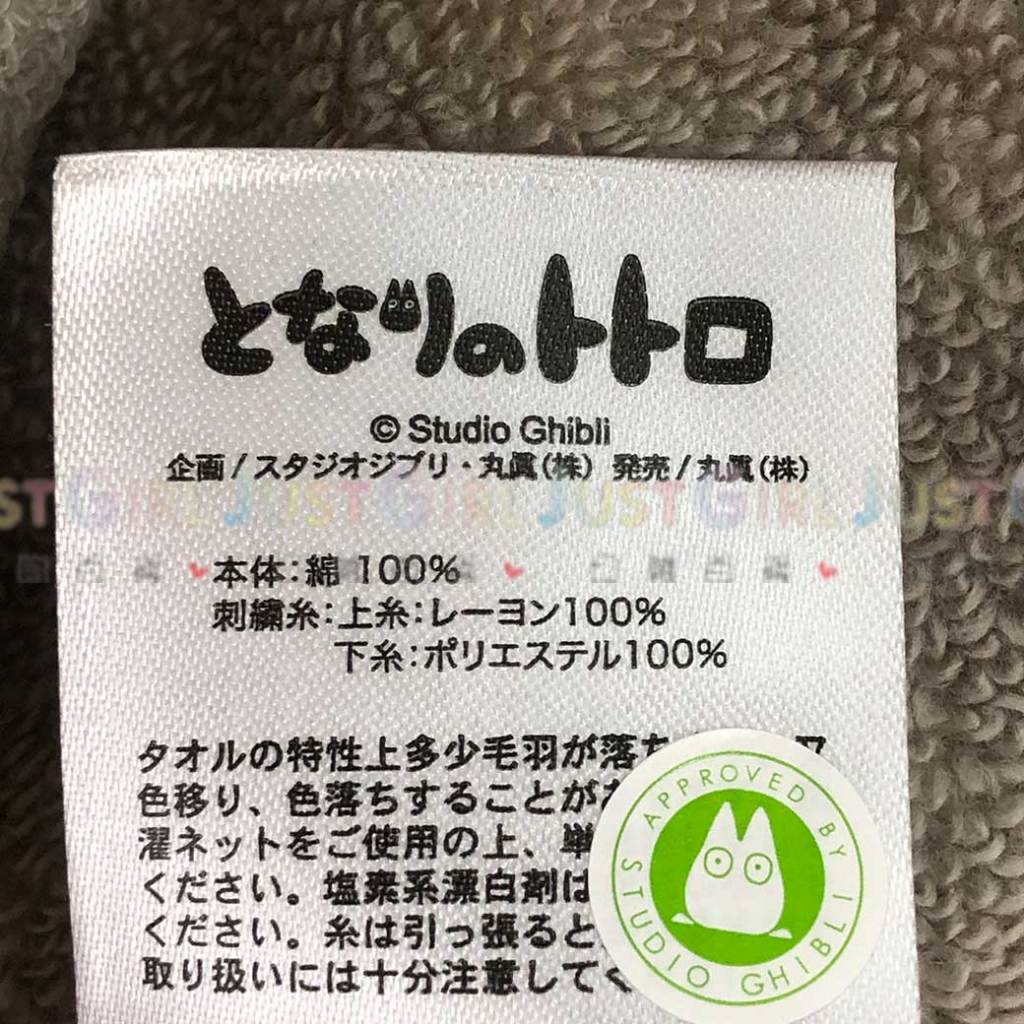 となりのトトロ
© Studio Ghibli
企画/スタジオジブリ・丸眞(株) 発売/丸眞(株)
JUST GIRL JUST GIRL JUST
本体:綿 100%
刺繍糸:上糸:レーヨン100%
下糸:ポリエステル100%
タオルの特性上多少毛羽が落ち
色移り、色落ちすることが
濯ネットをご使用の上、単
ください。塩素系漂白剤は
ください。糸は引っ張ると
取り扱いには十分注意して
APPROVED BY
STUDIO GHIBLI